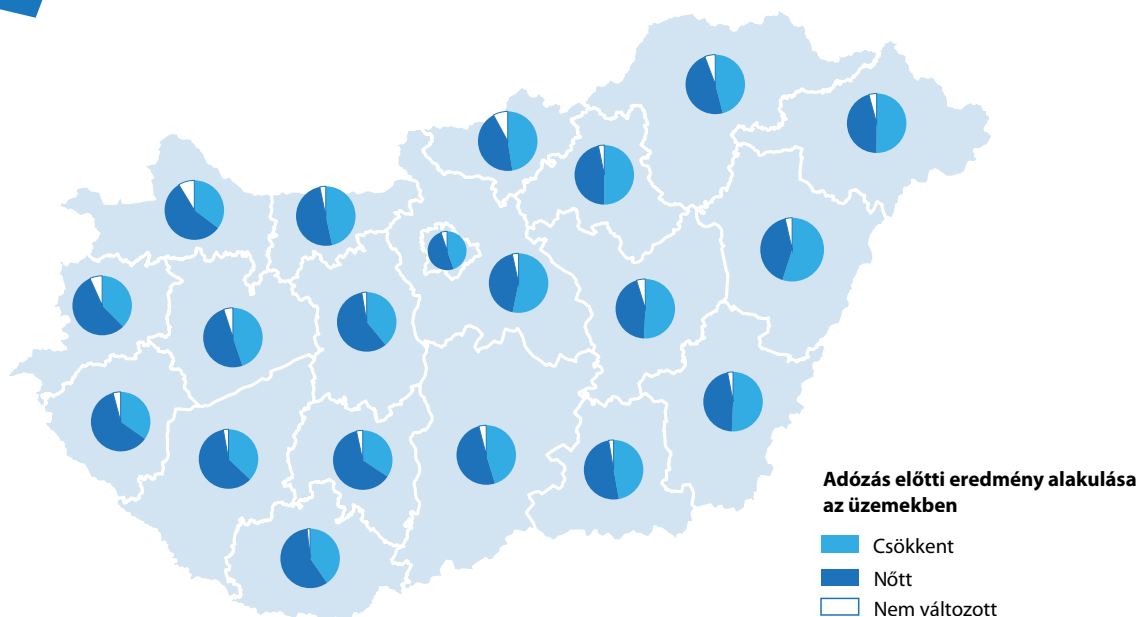 Adózás előtti eredmény alakulása
az üzemekben
Csökkent
Nőtt
Nem változott